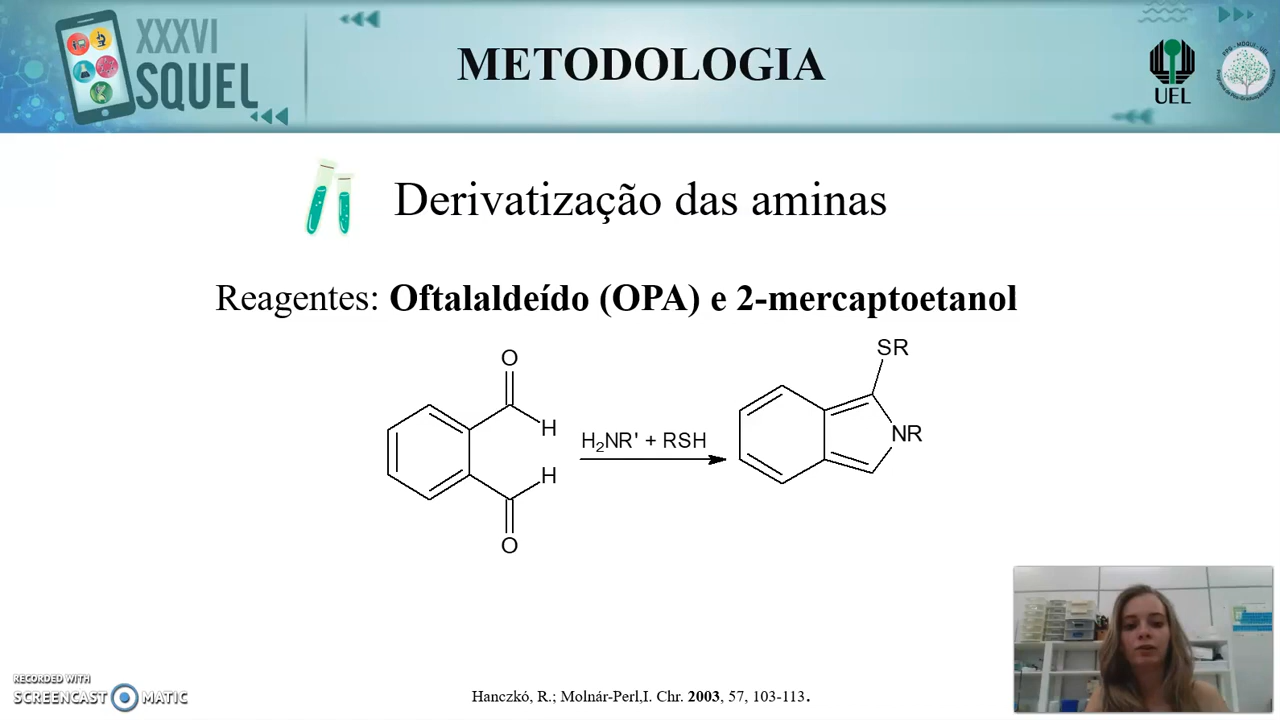 XXXVI
SQUEL
METODOLOGIA
UEL
Derivatização das aminas
Reagentes: Oftalaldeído (OPA) e 2-mercaptoetanol
O
H
H
O
H2NR' + RSH
SR
NR
Hanczkó, R.; Molnár-Perl,I. Chr. 2003, 57, 103-113.
RECORDED WITH
SCREENCAST MATIC